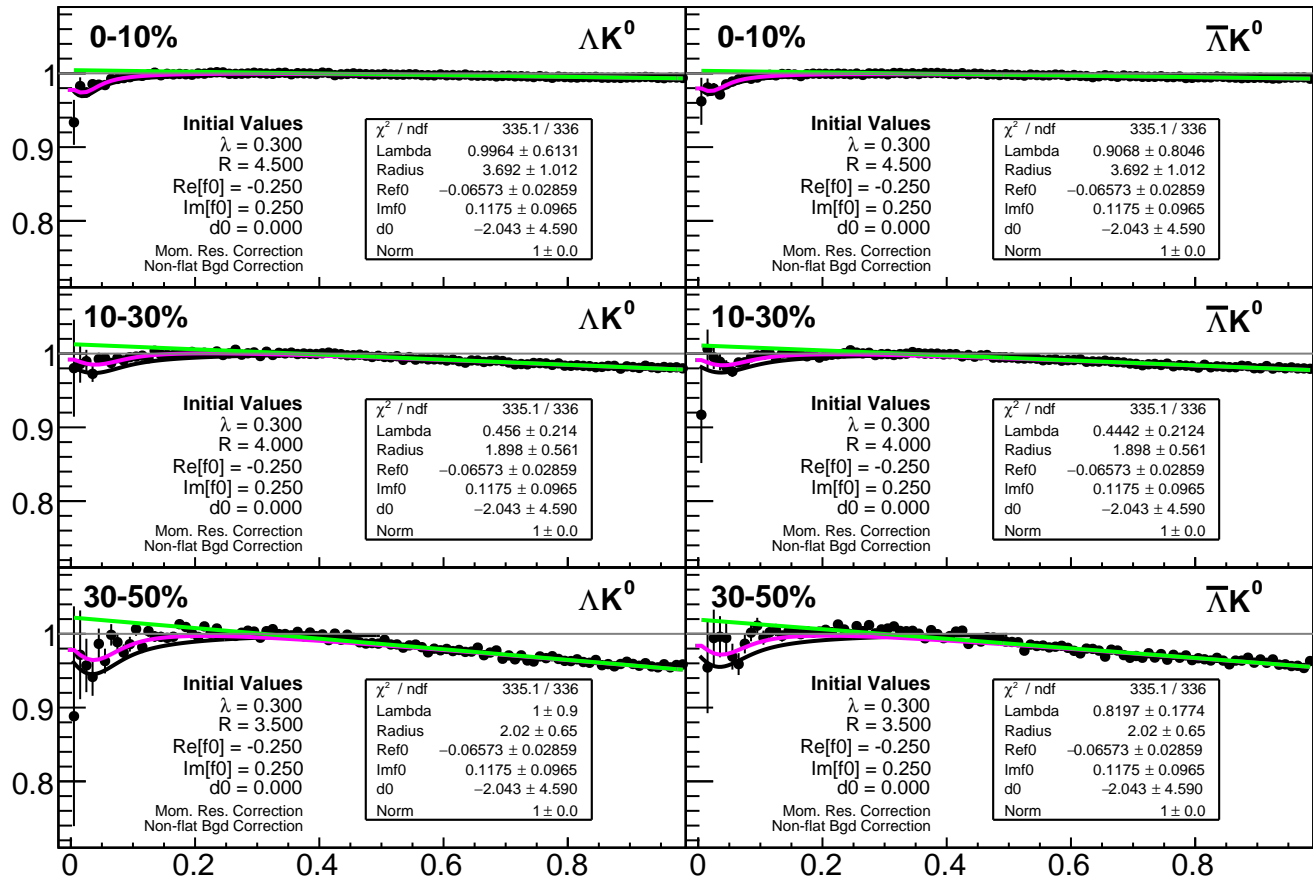 0-10% ΛK⁰
1
0.9
0.8
Initial Values
λ = 0.300
R = 4.500
Re[f0] = -0.250
Im[f0] = 0.250
d0 = 0.000
Mom. Res. Correction
Non-flat Bgd Correction
χ² / ndf 335.1 / 336
Lambda 0.9964 ± 0.6131
Radius 3.692 ± 1.012
Ref0 −0.06573 ± 0.02859
Imf0 0.1175 ± 0.0965
d0 −2.043 ± 4.590
Norm 1 ± 0.0
0-10% Λ̅K⁰
Initial Values
λ = 0.300
R = 4.500
Re[f0] = -0.250
Im[f0] = 0.250
d0 = 0.000
Mom. Res. Correction
Non-flat Bgd Correction
χ² / ndf 335.1 / 336
Lambda 0.9068 ± 0.8046
Radius 3.692 ± 1.012
Ref0 −0.06573 ± 0.02859
Imf0 0.1175 ± 0.0965
d0 −2.043 ± 4.590
Norm 1 ± 0.0
10-30% ΛK⁰
1
0.9
0.8
Initial Values
λ = 0.300
R = 4.000
Re[f0] = -0.250
Im[f0] = 0.250
d0 = 0.000
Mom. Res. Correction
Non-flat Bgd Correction
χ² / ndf 335.1 / 336
Lambda 0.456 ± 0.214
Radius 1.898 ± 0.561
Ref0 −0.06573 ± 0.02859
Imf0 0.1175 ± 0.0965
d0 −2.043 ± 4.590
Norm 1 ± 0.0
10-30% Λ̅K⁰
Initial Values
λ = 0.300
R = 4.000
Re[f0] = -0.250
Im[f0] = 0.250
d0 = 0.000
Mom. Res. Correction
Non-flat Bgd Correction
χ² / ndf 335.1 / 336
Lambda 0.4442 ± 0.2124
Radius 1.898 ± 0.561
Ref0 −0.06573 ± 0.02859
Imf0 0.1175 ± 0.0965
d0 −2.043 ± 4.590
Norm 1 ± 0.0
30-50% ΛK⁰
1
0.9
0.8
Initial Values
λ = 0.300
R = 3.500
Re[f0] = -0.250
Im[f0] = 0.250
d0 = 0.000
Mom. Res. Correction
Non-flat Bgd Correction
χ² / ndf 335.1 / 336
Lambda 1 ± 0.9
Radius 2.02 ± 0.65
Ref0 −0.06573 ± 0.02859
Imf0 0.1175 ± 0.0965
d0 −2.043 ± 4.590
Norm 1 ± 0.0
30-50% Λ̅K⁰
Initial Values
λ = 0.300
R = 3.500
Re[f0] = -0.250
Im[f0] = 0.250
d0 = 0.000
Mom. Res. Correction
Non-flat Bgd Correction
χ² / ndf 335.1 / 336
Lambda 0.8197 ± 0.1774
Radius 2.02 ± 0.65
Ref0 −0.06573 ± 0.02859
Imf0 0.1175 ± 0.0965
d0 −2.043 ± 4.590
Norm 1 ± 0.0
0 0.2 0.4 0.6 0.8 0 0.2 0.4 0.6 0.8